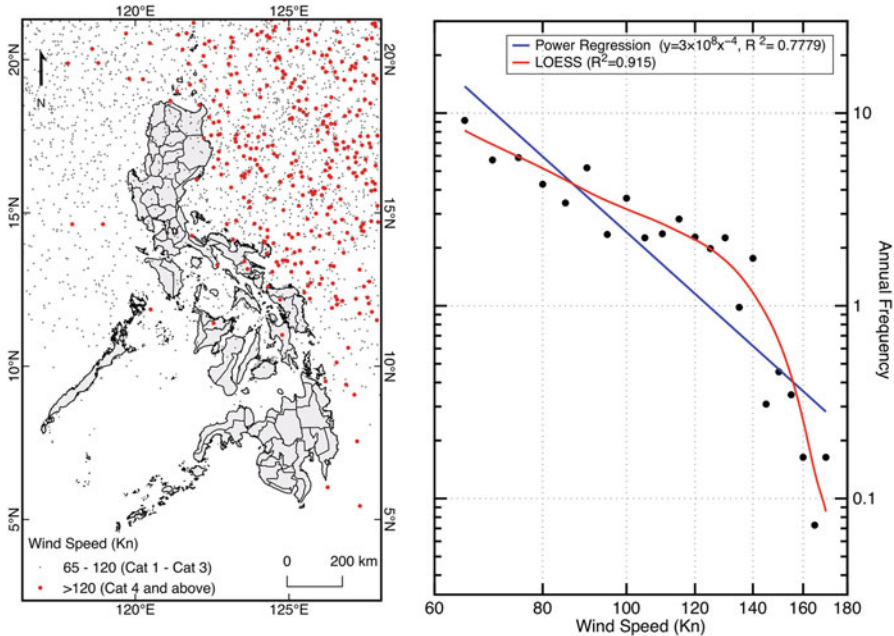 120°E 125°E
20°N
15°N
10°N
5°N
20°N
15°N
10°N
5°N
N
Wind Speed (Kn)
65 - 120 (Cat 1 - Cat 3)
>120 (Cat 4 and above)
0 200 km
120°E 125°E
Power Regression (y=3×10⁸x⁻⁴, R² = 0.7779)
LOESS (R²=0.915)
10
1
0.1
Annual Frequency
60 80 100 120 140 160 180
Wind Speed (Kn)